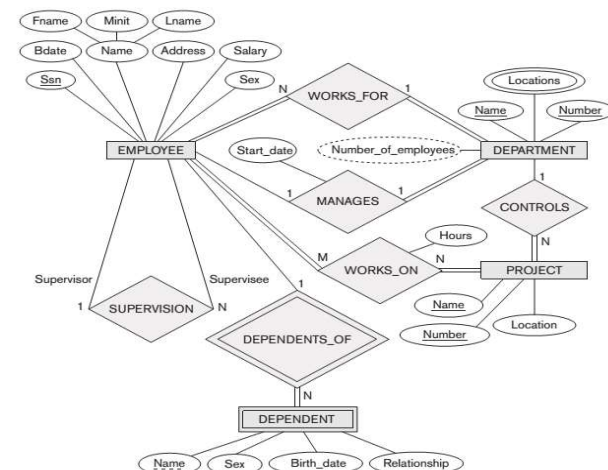 Fname Minit Lname
Bdate Name Address Salary
Ssn Sex
N WORKS_FOR 1
Locations
Name Number
EMPLOYEE
Start_date
Number_of_employees
DEPARTMENT
1 MANAGES 1
1
CONTROLS
N
Hours
M WORKS_ON N
PROJECT
Name
Number
Location
Supervisor Supervisee
1 SUPERVISION N
1
DEPENDENTS_OF
N
DEPENDENT
Name Sex Birth_date Relationship